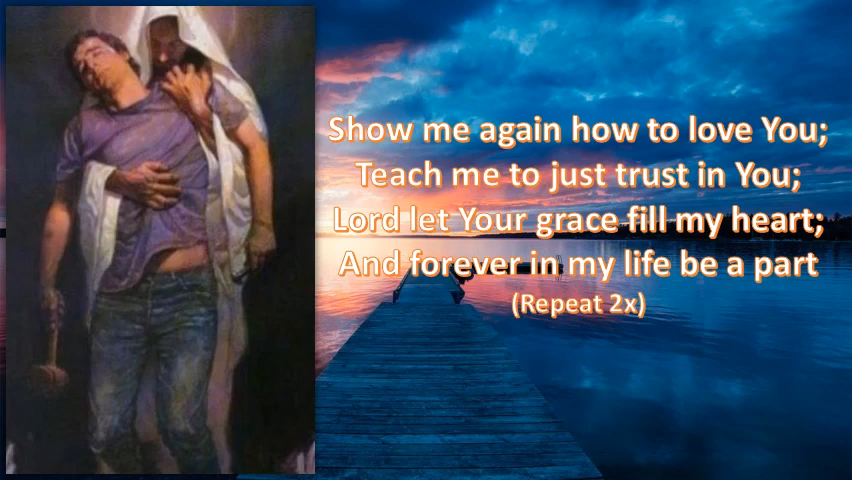 Show me again how to love You;
Teach me to just trust in You;
Lord let Your grace fill my heart;
And forever in my life be a part
(Repeat 2x)